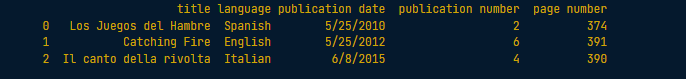 title language publication date publication number page number
0 Los Juegos del Hambre Spanish 5/25/2010 2 374
1 Catching Fire English 5/25/2012 6 391
2 Il canto della rivolta Italian 6/8/2015 4 390